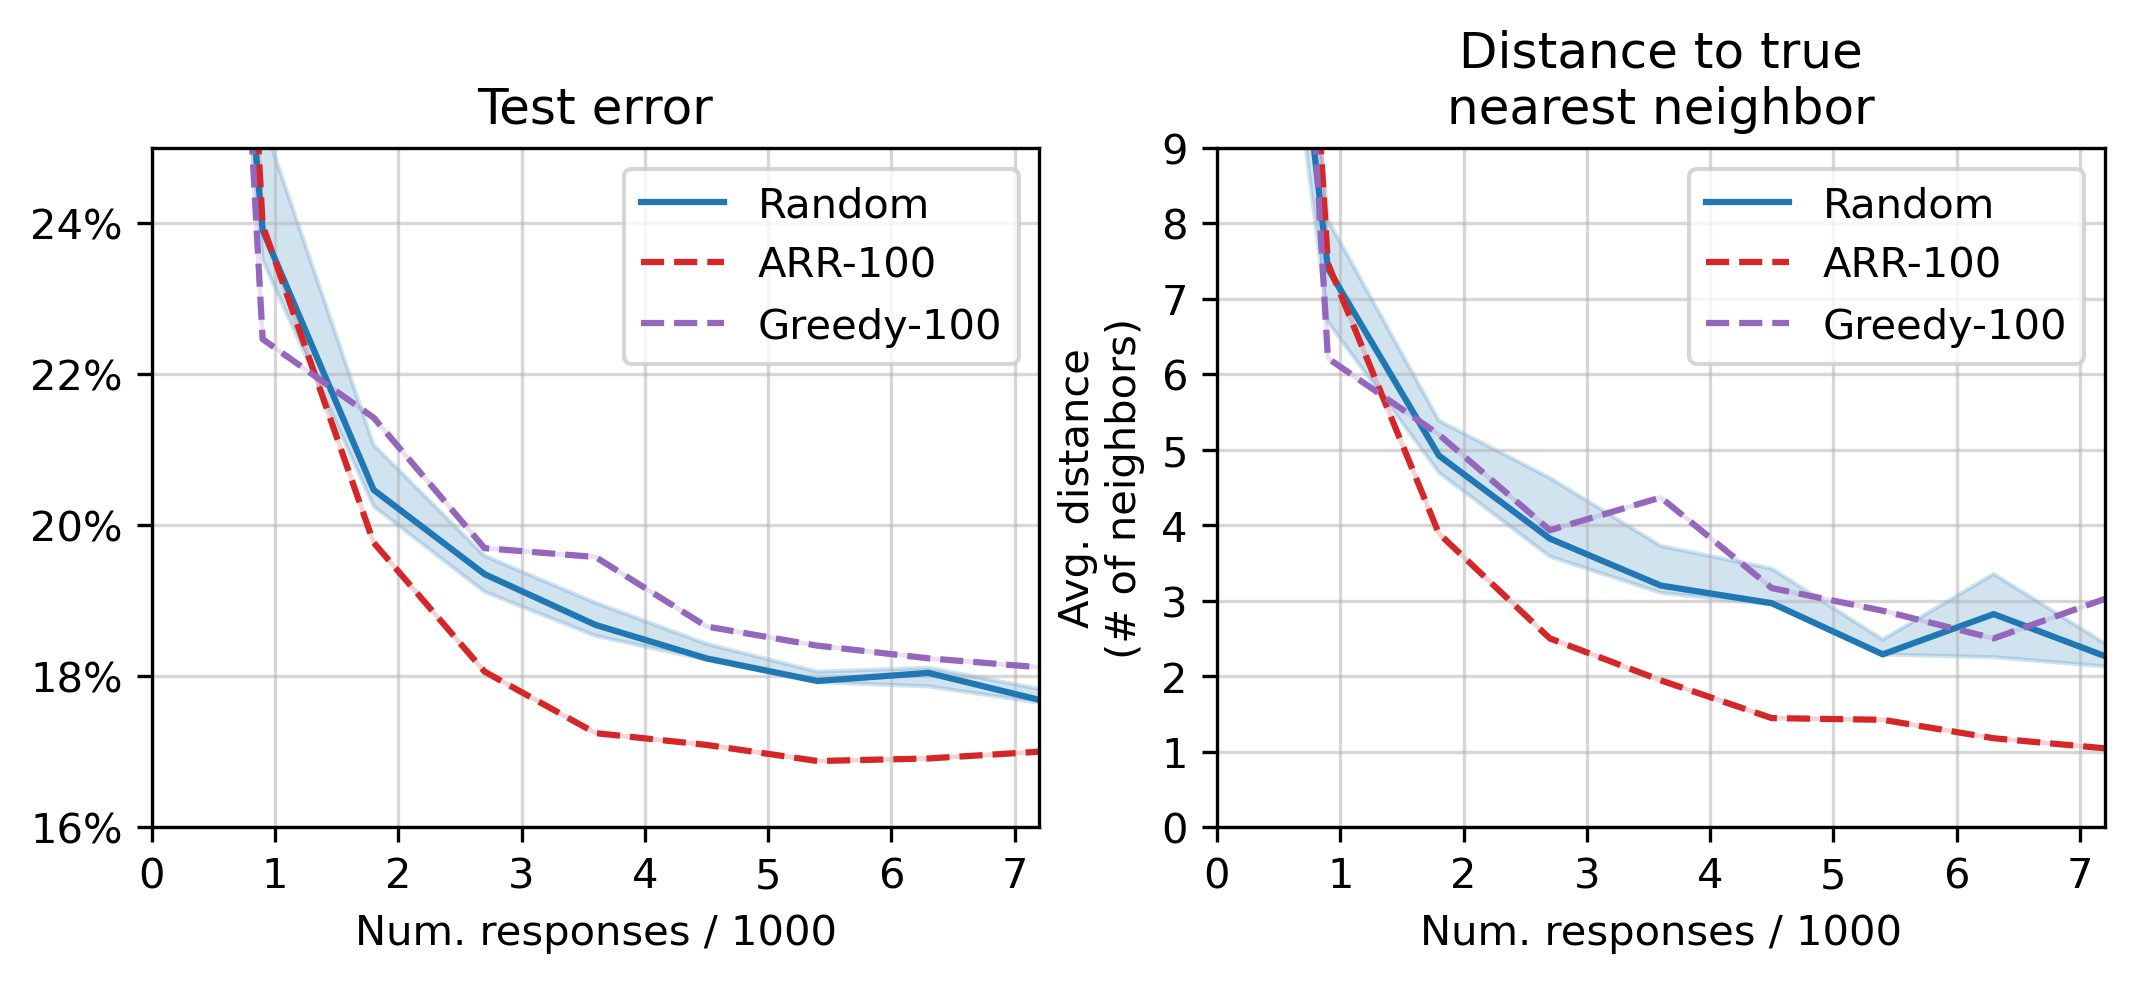 Test error
24%
22%
20%
18%
16%
0 1 2 3 4 5 6 7
Num. responses / 1000
Random
ARR-100
Greedy-100
Distance to true
nearest neighbor
Avg. distance
(# of neighbors)
9
8
7
6
5
4
3
2
1
0
0 1 2 3 4 5 6 7
Num. responses / 1000
Random
ARR-100
Greedy-100